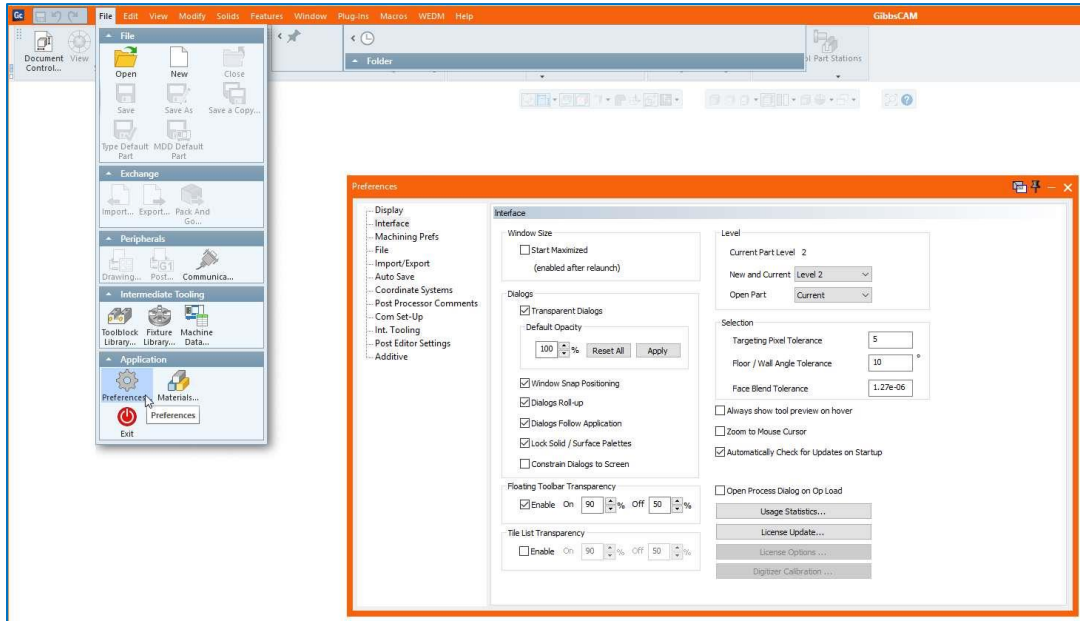 Gc File Edit View Modify Solids Features Window Plug-Ins Macros WEDM Help GibbsCAM
Document
Control...
View
Part Stations
File
Open New Close
Save Save As Save a Copy...
Type Default
Part
MDD Default
Part
Exchange
Import... Export... Pack And
Go...
Peripherals
Drawing... Post... Communica...
G1
Intermediate Tooling
Toolblock
Library...
Fixture
Library...
Machine
Data...
Application
Preferences Materials...
Preferences
Exit
Folder
Preferences
Display
Interface
Machining Prefs
File
Import/Export
Auto Save
Coordinate Systems
Post Processor Comments
Com Set-Up
Int. Tooling
Post Editor Settings
Additive
Interface
Window Size
Start Maximized
(enabled after relaunch)
Dialogs
Transparent Dialogs
Default Opacity
100 % Reset All Apply
Window Snap Positioning
Dialogs Roll-up
Dialogs Follow Application
Lock Solid / Surface Palettes
Constrain Dialogs to Screen
Floating Toolbar Transparency
Enable On 90 % Off 50 %
Tile List Transparency
Enable On 90 % Off 50 %
Level
Current Part Level 2
New and Current Level 2
Open Part Current
Selection
Targeting Pixel Tolerance 5
Floor / Wall Angle Tolerance 10 °
Face Blend Tolerance 1.27e-06
Always show tool preview on hover
Zoom to Mouse Cursor
Automatically Check for Updates on Startup
Open Process Dialog on Op Load
Usage Statistics...
License Update...
License Options ...
Digitizer Calibration ...